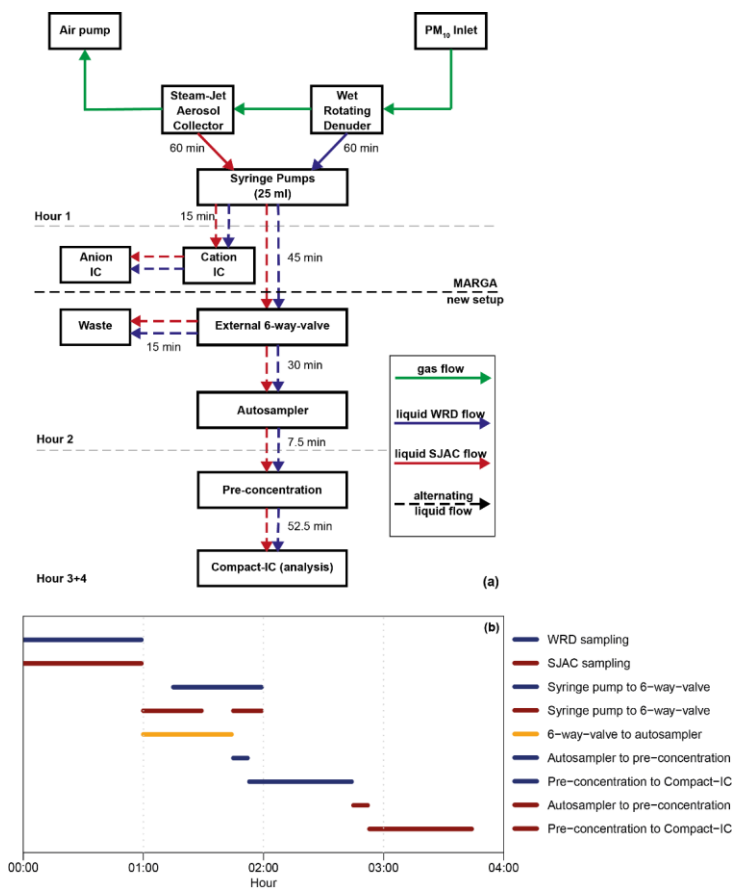 Air pump
PM10 Inlet
Steam-Jet
Aerosol
Collector
Wet
Rotating
Denuder
60 min
60 min
Syringe Pumps
(25 ml)
15 min
Hour 1
45 min
Anion
IC
Cation
IC
MARGA
new setup
Waste
External 6-way-valve
15 min
30 min
gas flow
Autosampler
liquid WRD flow
Hour 2
7.5 min
liquid SJAC flow
Pre-concentration
alternating
liquid flow
52.5 min
Compact-IC (analysis)
Hour 3+4
(a)
(b)
WRD sampling
SJAC sampling
Syringe pump to 6−way−valve
Syringe pump to 6−way−valve
6−way−valve to autosampler
Autosampler to pre−concentration
Pre−concentration to Compact−IC
Autosampler to pre−concentration
Pre−concentration to Compact−IC
00:00 01:00 02:00 03:00 04:00
Hour